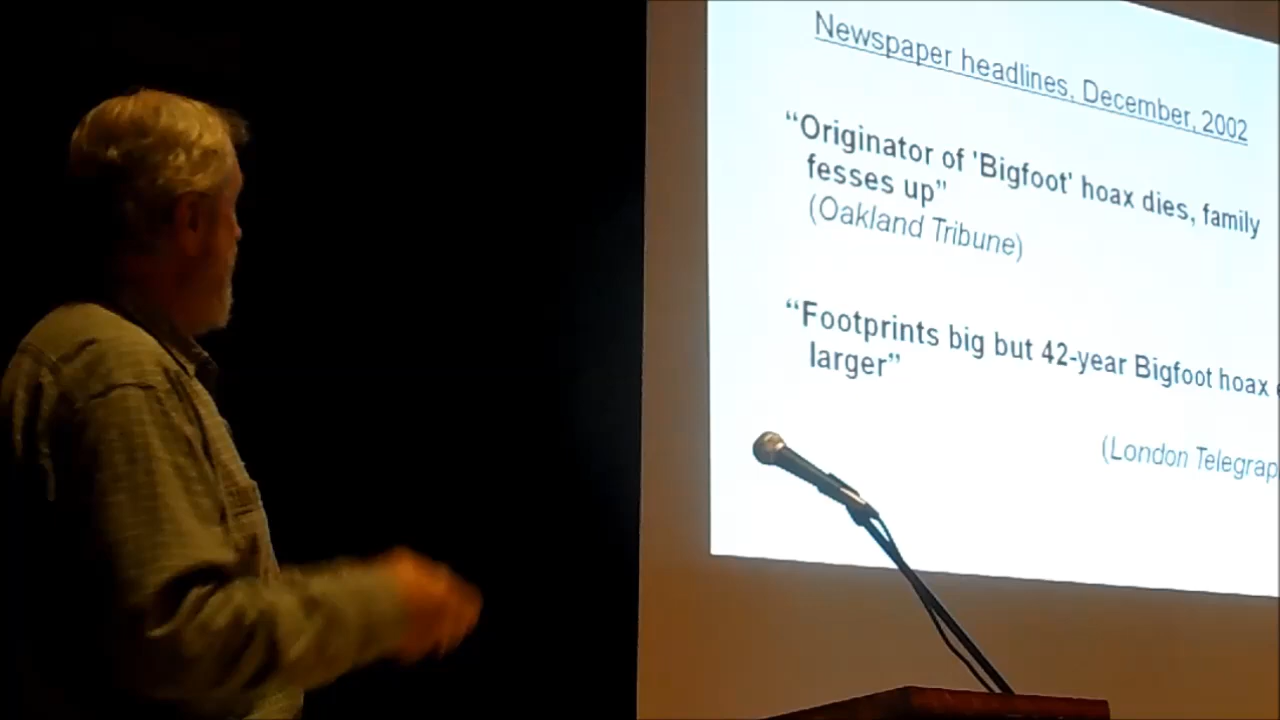 Newspaper headlines, December, 2002
“Originator of 'Bigfoot' hoax dies, family
fesses up”
(Oakland Tribune)
“Footprints big but 42-year Bigfoot hoax
larger”
(London Telegrap